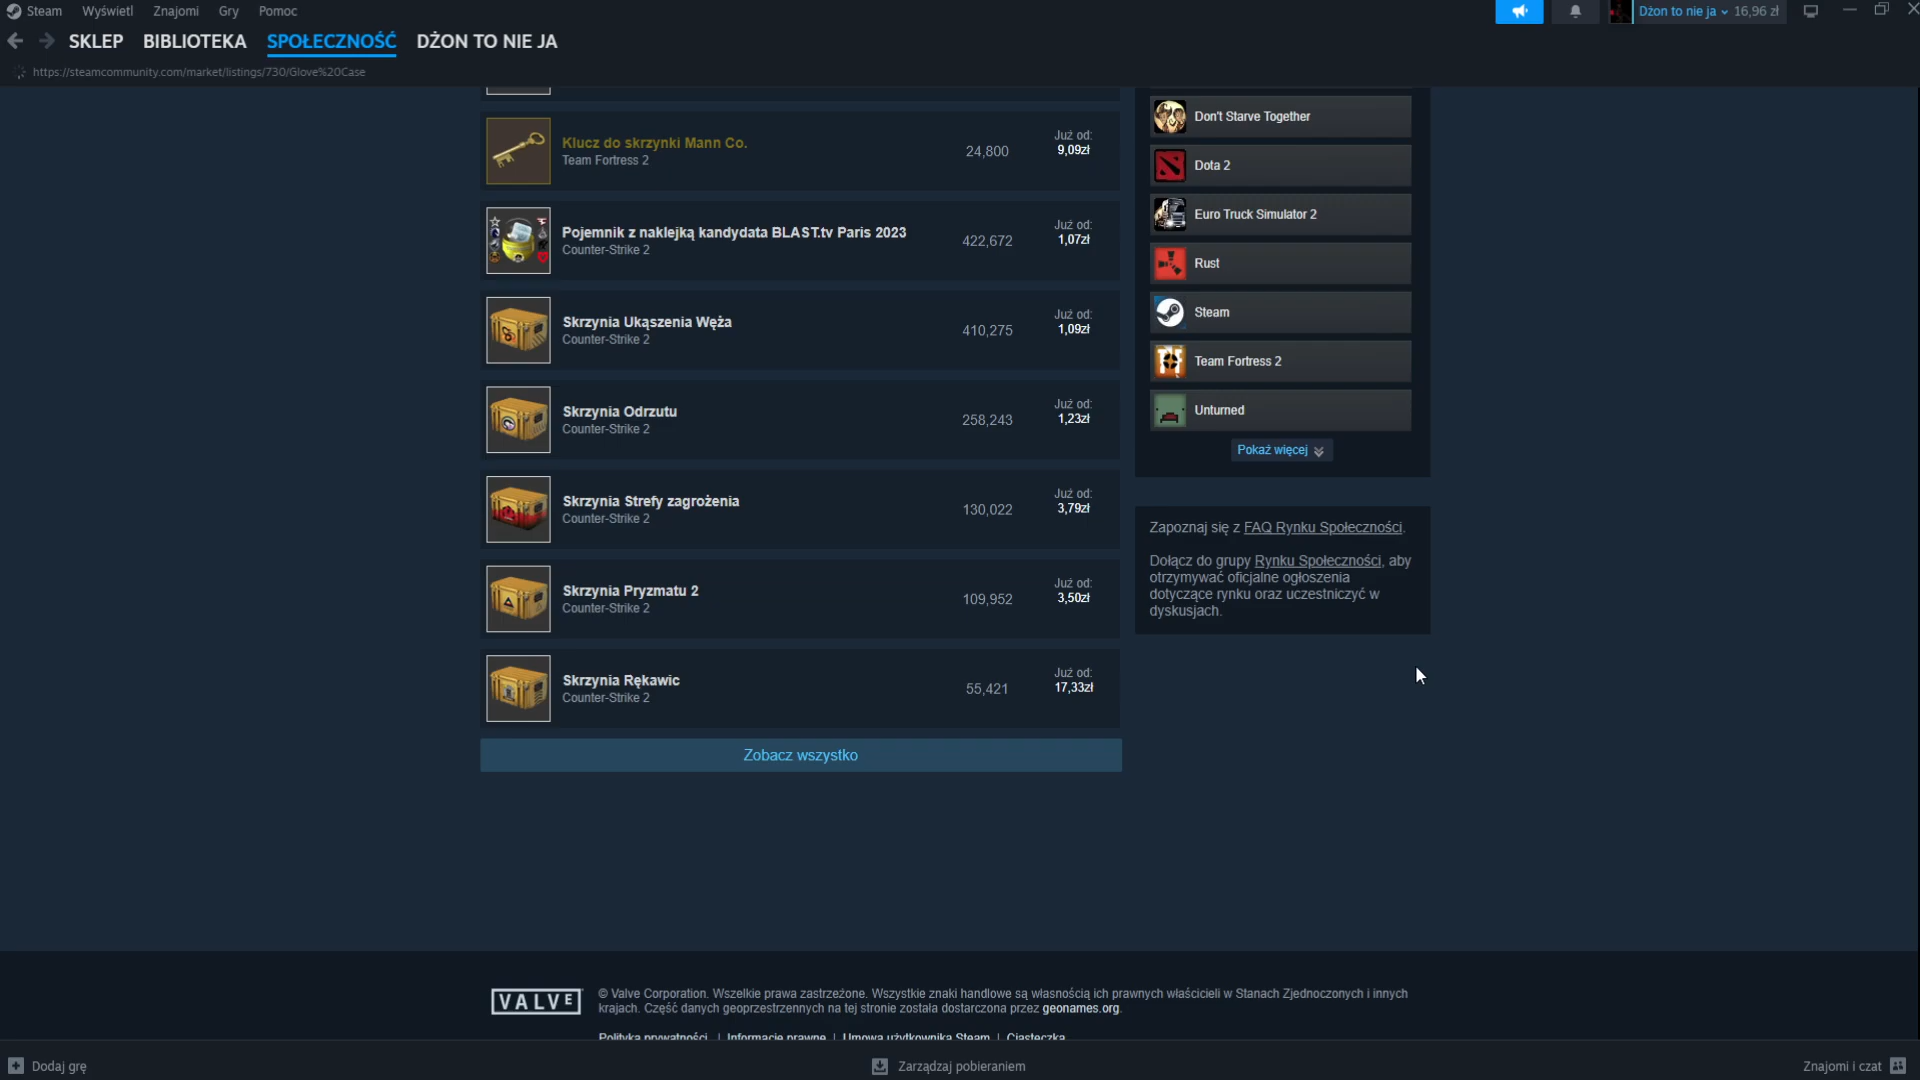 Steam Wyświetl Znajomi Gry Pomoc
Dżon to nie ja 16,96 zł
SKLEP BIBLIOTEKA SPOŁECZNOŚĆ DŻON TO NIE JA
https://steamcommunity.com/market/listings/730/Glove%20Case
Klucz do skrzynki Mann Co.
Team Fortress 2
24,800
Już od:
9,09zł
Pojemnik z naklejką kandydata BLAST.tv Paris 2023
Counter-Strike 2
422,672
Już od:
1,07zł
Skrzynia Ukąszenia Węża
Counter-Strike 2
410,275
Już od:
1,09zł
Skrzynia Odrzutu
Counter-Strike 2
258,243
Już od:
1,23zł
Skrzynia Strefy zagrożenia
Counter-Strike 2
130,022
Już od:
3,79zł
Skrzynia Pryzmatu 2
Counter-Strike 2
109,952
Już od:
3,50zł
Skrzynia Rękawic
Counter-Strike 2
55,421
Już od:
17,33zł
Zobacz wszystko
Don't Starve Together
Dota 2
Euro Truck Simulator 2
Rust
Steam
Team Fortress 2
Unturned
Pokaż więcej
Zapoznaj się z FAQ Rynku Społeczności.
Dołącz do grupy Rynku Społeczności, aby
otrzymywać oficjalne ogłoszenia
dotyczące rynku oraz uczestniczyć w
dyskusjach.
VALVE
© Valve Corporation. Wszelkie prawa zastrzeżone. Wszystkie znaki handlowe są własnością ich prawnych właścicieli w Stanach Zjednoczonych i innych
krajach. Część danych geoprzestrzennych na tej stronie została dostarczona przez geonames.org.
Polityka prywatności | Informacje prawne | Umowa użytkownika Steam | Ciasteczka
Dodaj grę
Zarządzaj pobieraniem
Znajomi i czat